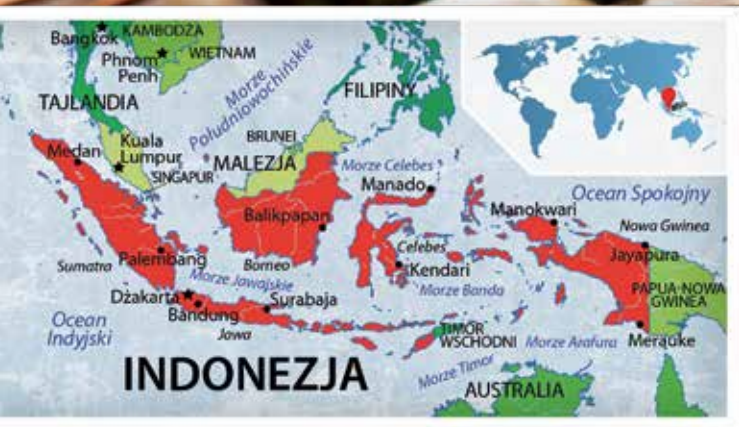 KAMBODŻA
Bangkok
Phnom
Penh
WIETNAM
TAJLANDIA
Morze
Południowochińskie
FILIPINY
Kuala
Lumpur
SINGAPUR
Medan
BRUNEI
MALEZJA
Morze Celebes
Manado
Ocean Spokojny
Manokwari
Nowa Gwinea
Balikpapan
Celebes
Kendari
Jayapura
Sumatra
Palembang
Borneo
Morze Jawajskie
Morze Banda
PAPUA-NOWA
GWINEA
Dżakarta
Bandung
Surabaja
Jawa
Ocean
Indyjski
TIMOR
WSCHODNI
Morze Arafura
Merauke
INDONEZJA
Morze Timor
AUSTRALIA